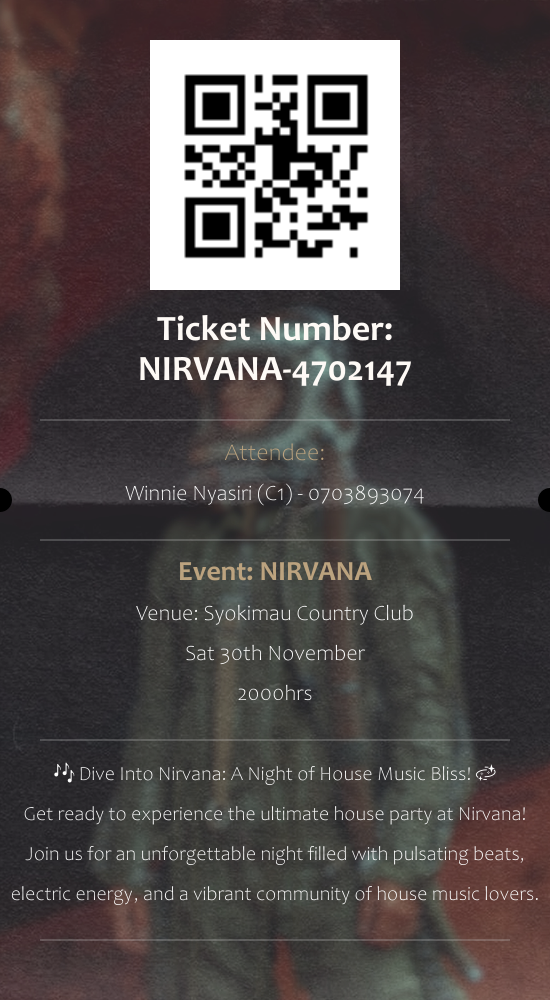 Ticket Number:
NIRVANA-4702147
Attendee:
Winnie Nyasiri (C1) - 0703893074
Event: NIRVANA
Venue: Syokimau Country Club
Sat 30th November
2000hrs
🎶 Dive Into Nirvana: A Night of House Music Bliss! 💫
Get ready to experience the ultimate house party at Nirvana!
Join us for an unforgettable night filled with pulsating beats,
electric energy, and a vibrant community of house music lovers.